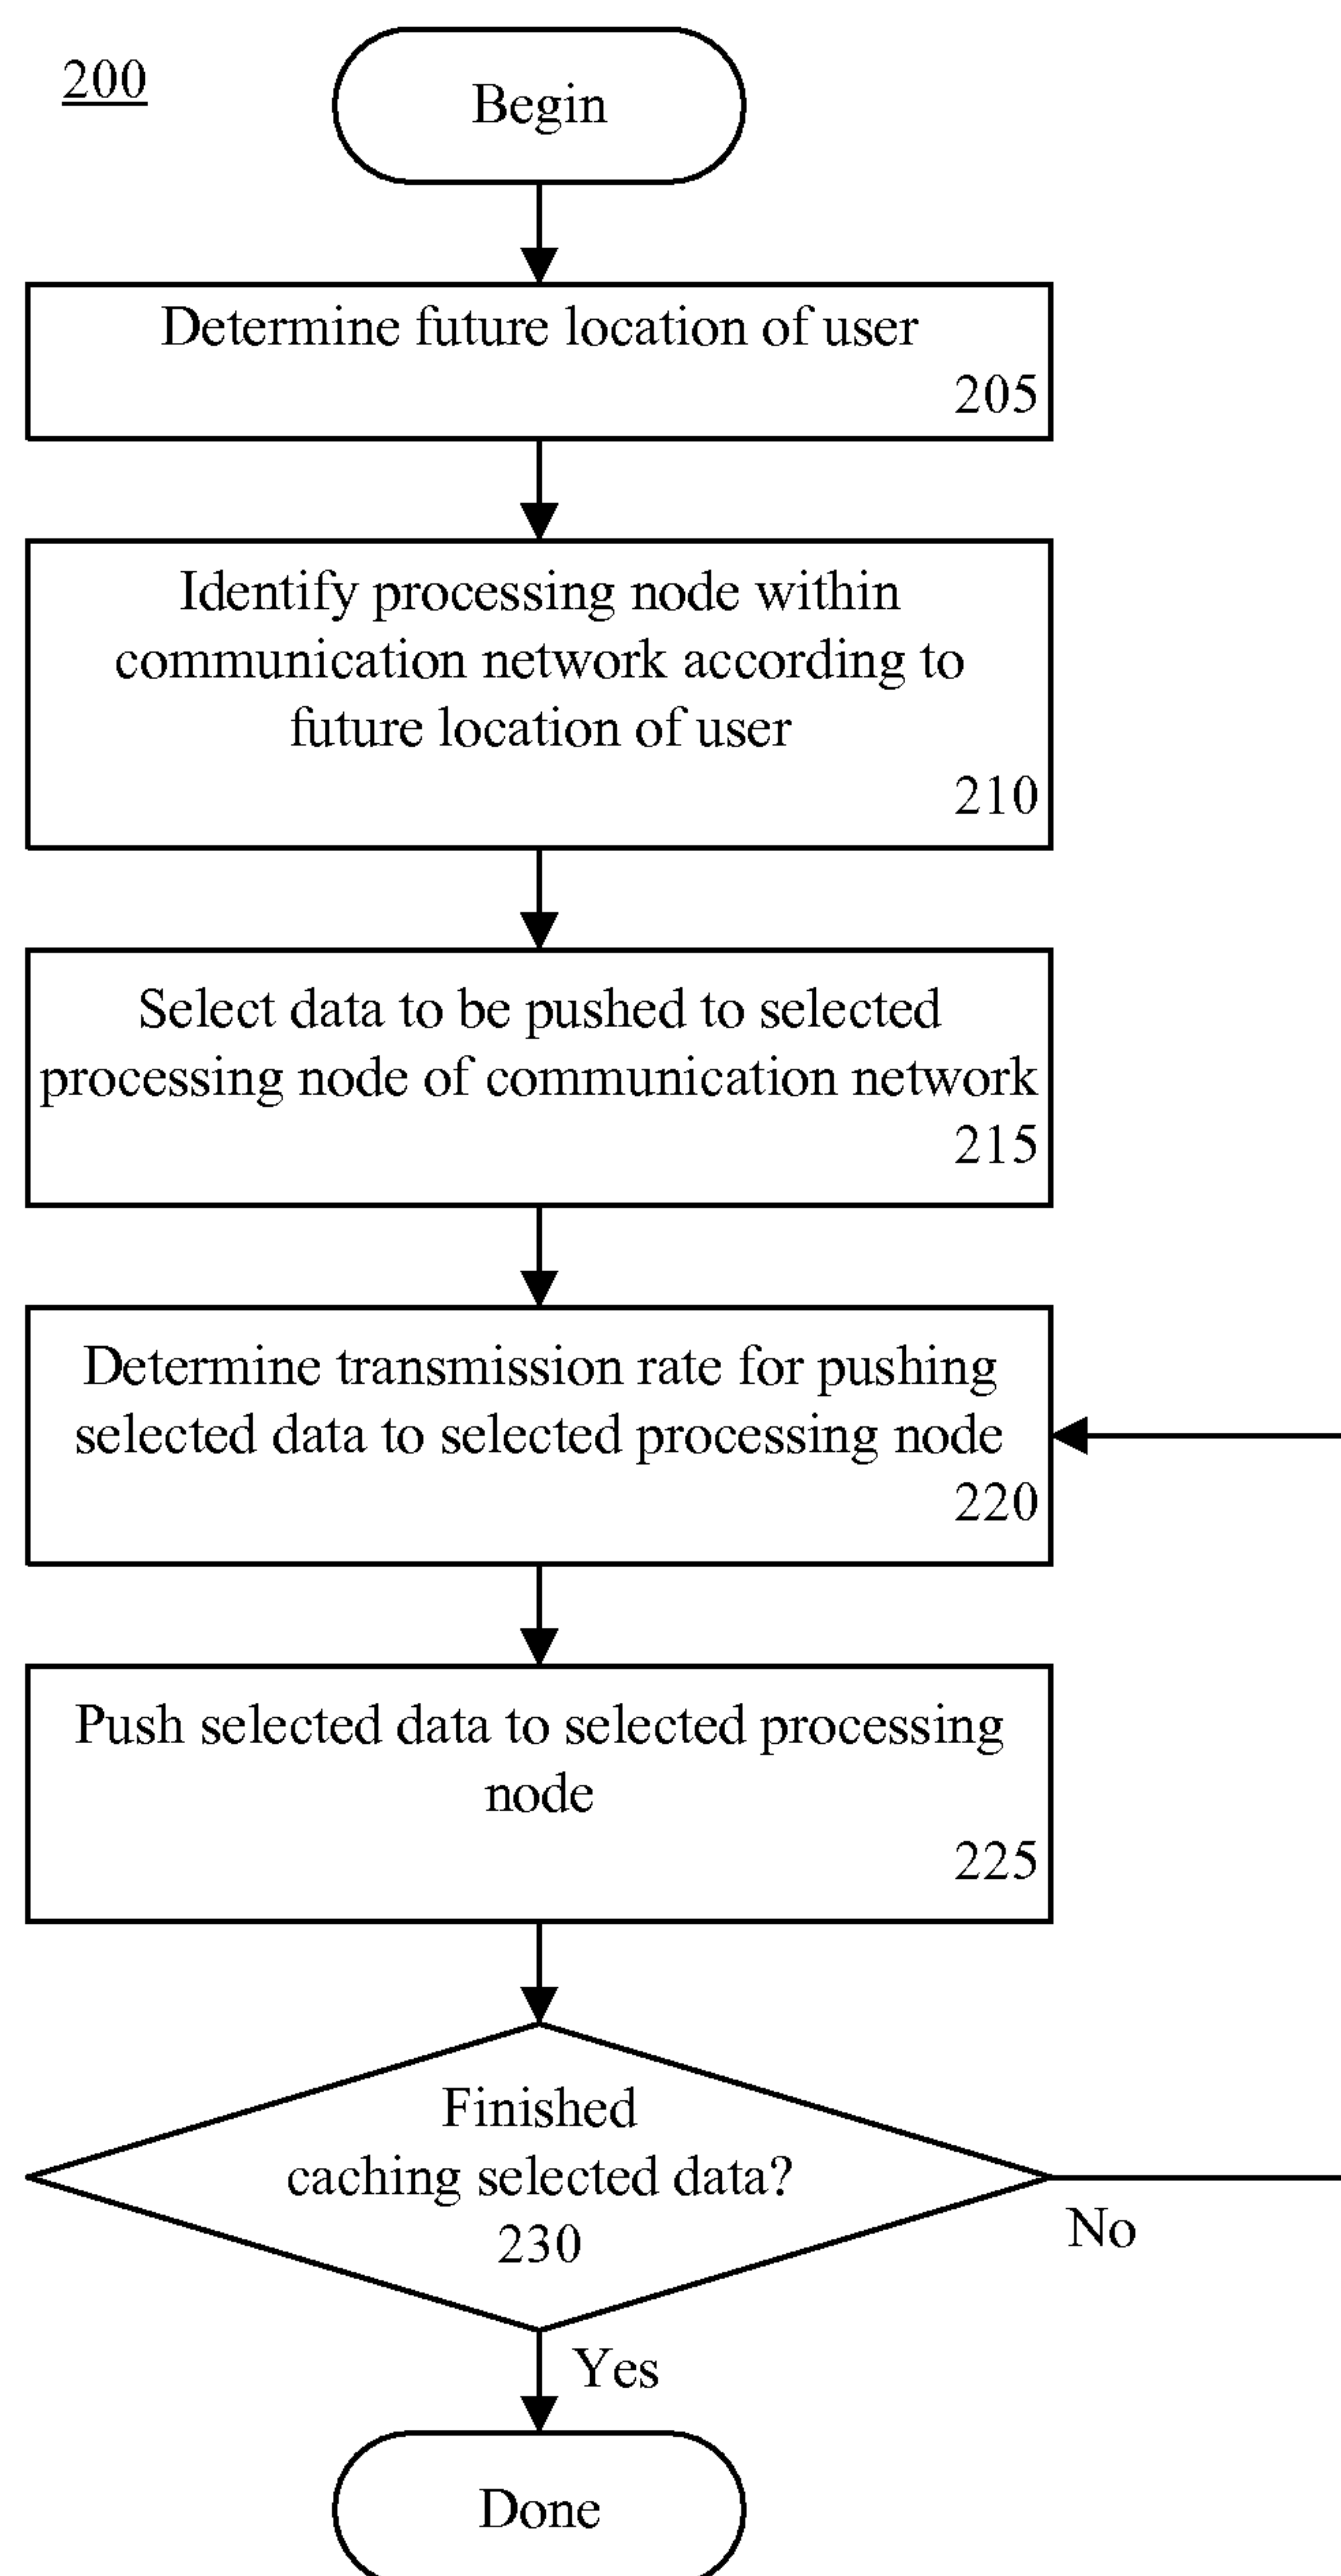 200
Begin
Determine future location of user
205
Identify processing node within
communication network according to
future location of user
210
Select data to be pushed to selected
processing node of communication network
215
Determine transmission rate for pushing
selected data to selected processing node
220
Push selected data to selected processing
node
225
Finished
caching selected data?
230
No
Yes
Done